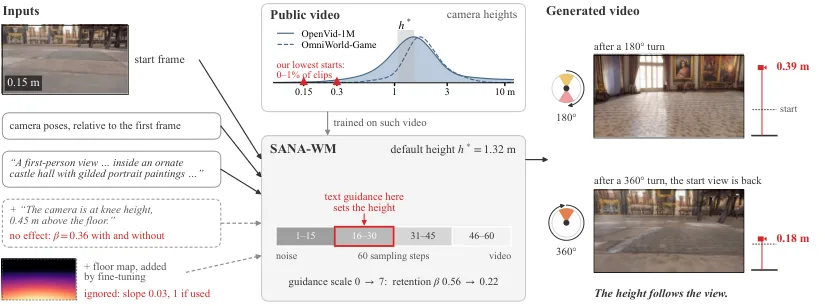 Inputs
0.15 m
start frame
camera poses, relative to the first frame
“A first-person view … inside an ornate
castle hall with gilded portrait paintings …”
+ “The camera is at knee height,
0.45 m above the floor.”
no effect: β = 0.36 with and without
+ floor map, added
by fine-tuning
ignored: slope 0.03, 1 if used
Public video
camera heights
h*
OpenVid-1M
OmniWorld-Game
our lowest starts:
0–1% of clips
0.15 0.3 1 3 10 m
trained on such video
SANA-WM
default height h* = 1.32 m
text guidance here
sets the height
1–15 16–30 31–45 46–60
noise 60 sampling steps video
guidance scale 0 → 7: retention β 0.56 → 0.22
Generated video
after a 180° turn
180°
0.39 m
start
after a 360° turn, the start view is back
360°
0.18 m
The height follows the view.